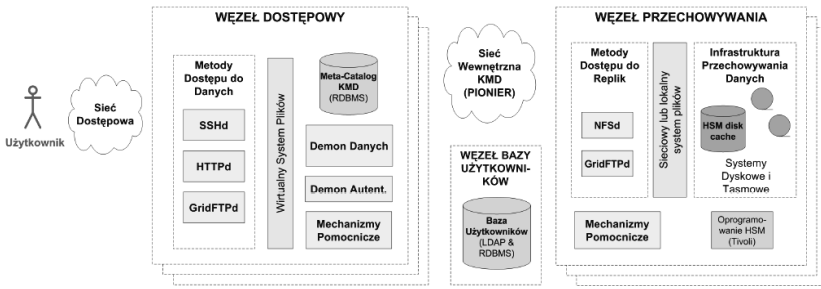 Użytkownik
Sieć
Dostępowa
WĘZEŁ DOSTĘPOWY
Metody
Dostępu do
Danych
SSHd
HTTPd
GridFTPd
Wirtualny System Plików
Meta-Catalog
KMD
(RDBMS)
Demon Danych
Demon Autent.
Mechanizmy
Pomocnicze
Sieć
Wewnętrzna
KMD
(PIONIER)
WĘZEŁ BAZY
UŻYTKOWNI-
KÓW
Baza
Użytkowników
(LDAP &
RDBMS)
WĘZEŁ PRZECHOWYWANIA
Metody
Dostępu do
Replik
NFSd
GridFTPd
Sieciowy lub lokalny
system plików
Infrastruktura
Przechowywania
Danych
HSM disk
cache
Systemy
Dyskowe i
Tasmowe
Mechanizmy
Pomocnicze
Oprogramo-
wanie HSM
(Tivoli)